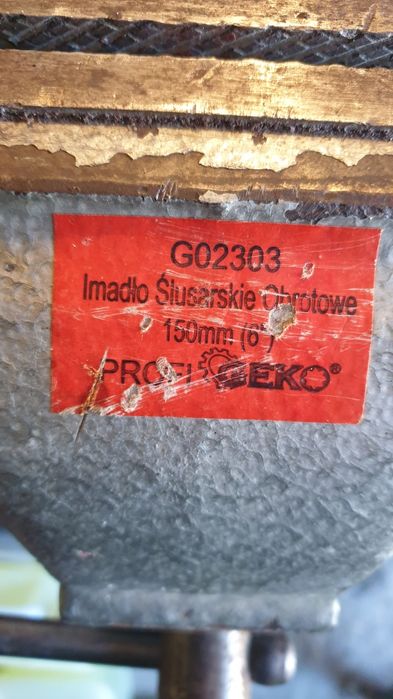 G02303
Imadło Ślusarskie Obrotowe
150mm (6")
PROFI GEKO®